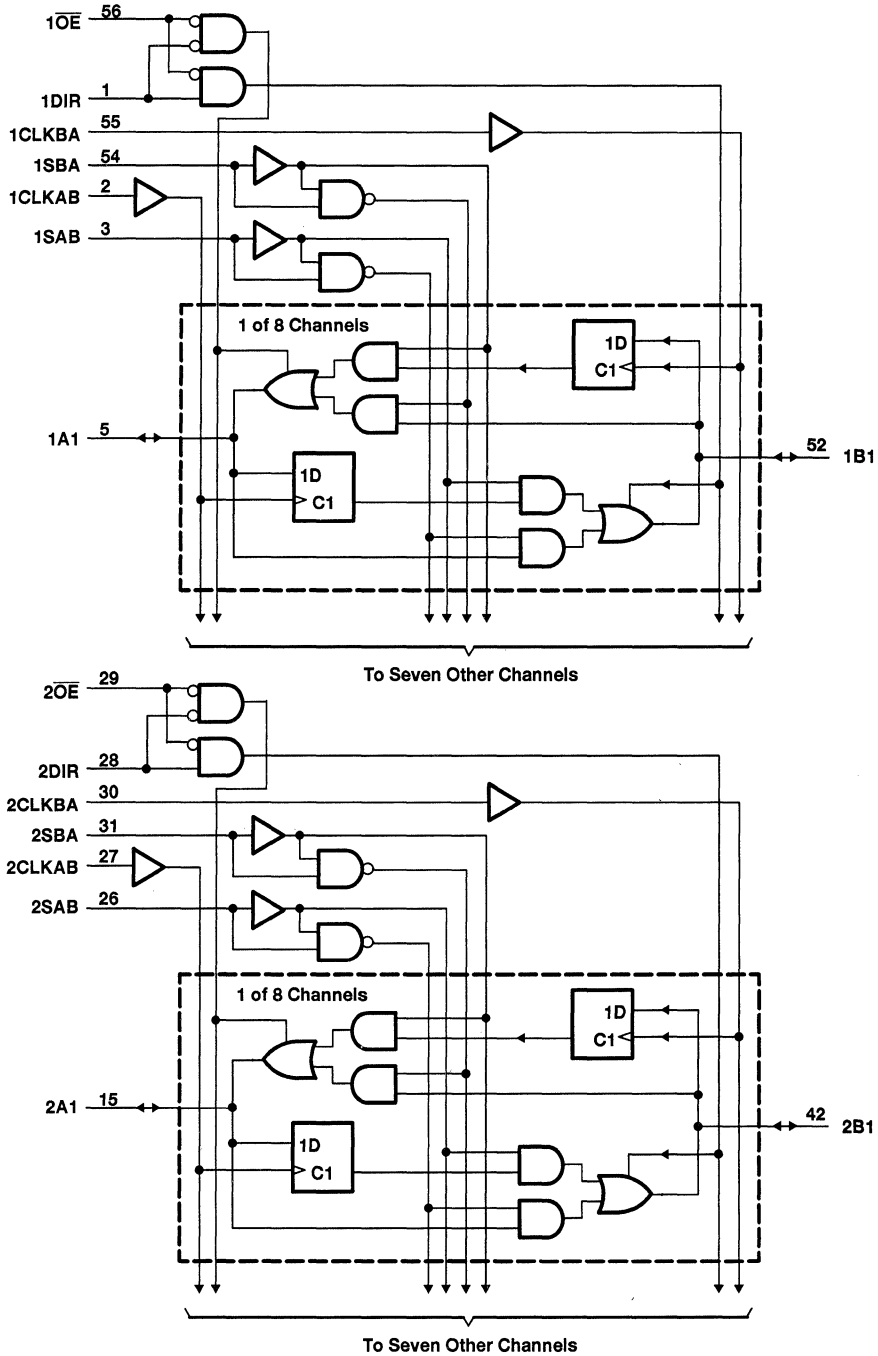 1O̅E̅ 56
1DIR 1
1CLKBA 55
1SBA 54
1CLKAB 2
1SAB 3
1 of 8 Channels
1D
C1
1A1 5
52 1B1
1D
C1
To Seven Other Channels
2O̅E̅ 29
2DIR 28
2CLKBA 30
2SBA 31
2CLKAB 27
2SAB 26
1 of 8 Channels
1D
C1
2A1 15
42 2B1
1D
C1
To Seven Other Channels